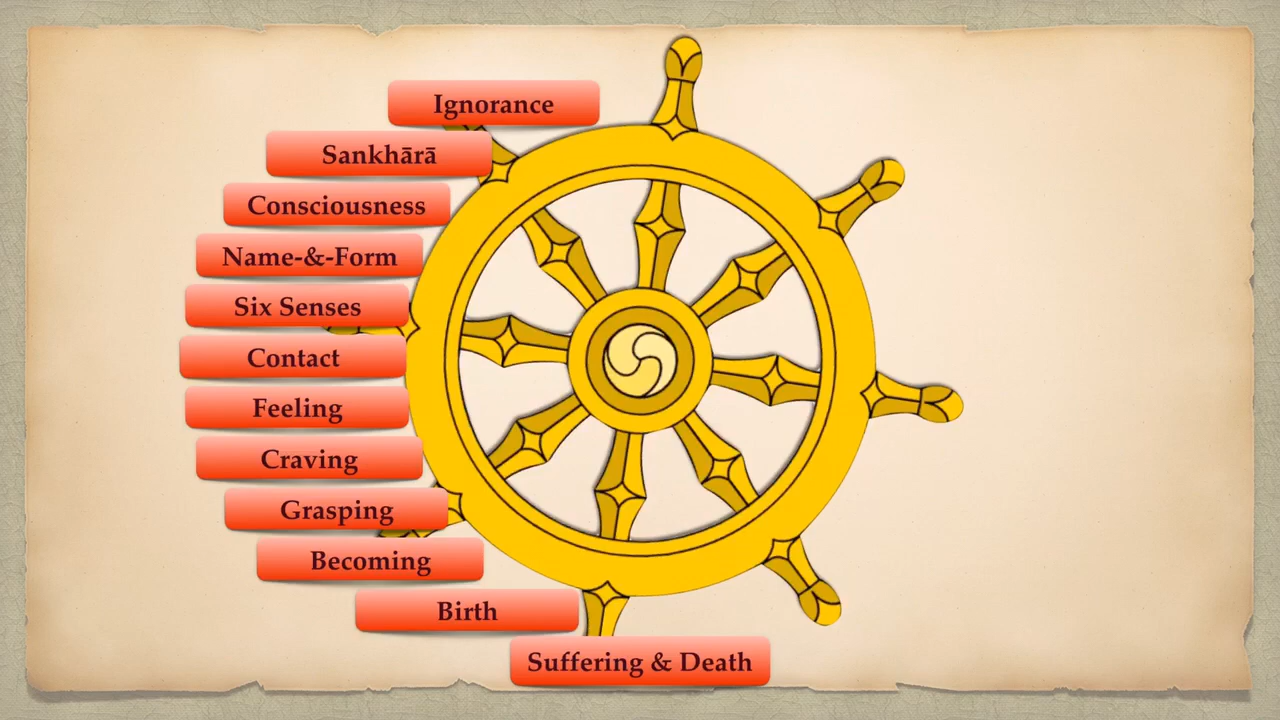 Ignorance
Sankhārā
Consciousness
Name-&-Form
Six Senses
Contact
Feeling
Craving
Grasping
Becoming
Birth
Suffering & Death